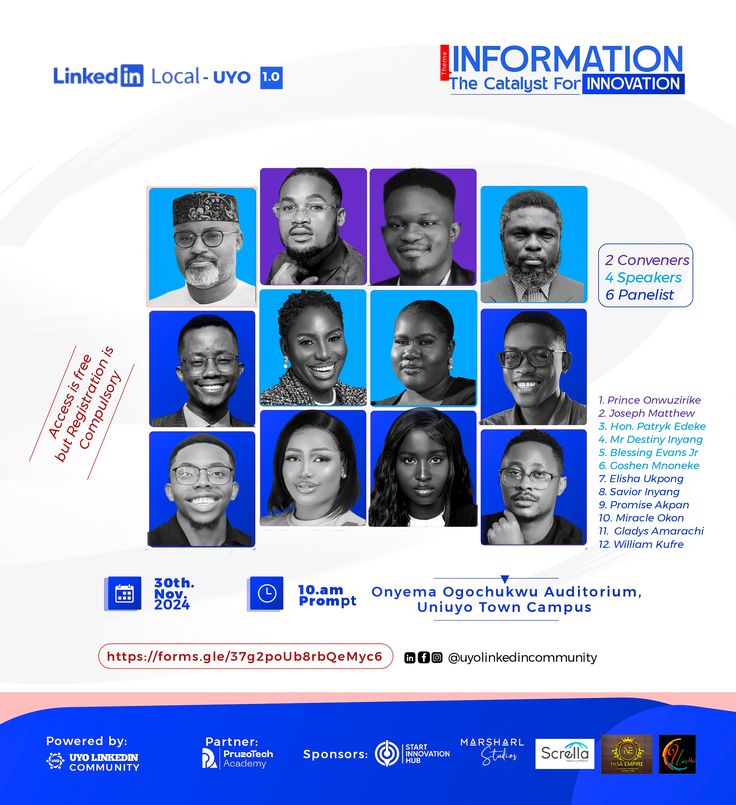 Linked in Local - UYO 1.0
Theme
INFORMATION
The Catalyst For INNOVATION
2 Conveners
4 Speakers
6 Panelist
Access is free
but Registration is
Compulsory
1. Prince Onwuzirike
2. Joseph Matthew
3. Hon. Patryk Edeke
4. Mr Destiny Inyang
5. Blessing Evans Jr
6. Goshen Mnoneke
7. Elisha Ukpong
8. Savior Inyang
9. Promise Akpan
10. Miracle Okon
11. Gladys Amarachi
12. William Kufre
30th.
Nov,
2024
10.am
Prompt
Onyema Ogochukwu Auditorium,
Uniuyo Town Campus
https://forms.gle/37g2poUb8rbQeMyc6
in f @uyolinkedincommunity
Powered by:
UYO UYO LINKEDIN
COMMUNITY
Partner:
PruzoTech
Academy
Sponsors:
START
INNOVATION
HUB
MARSHARL
Studios
Scrella
NE
NISA EMPIRE